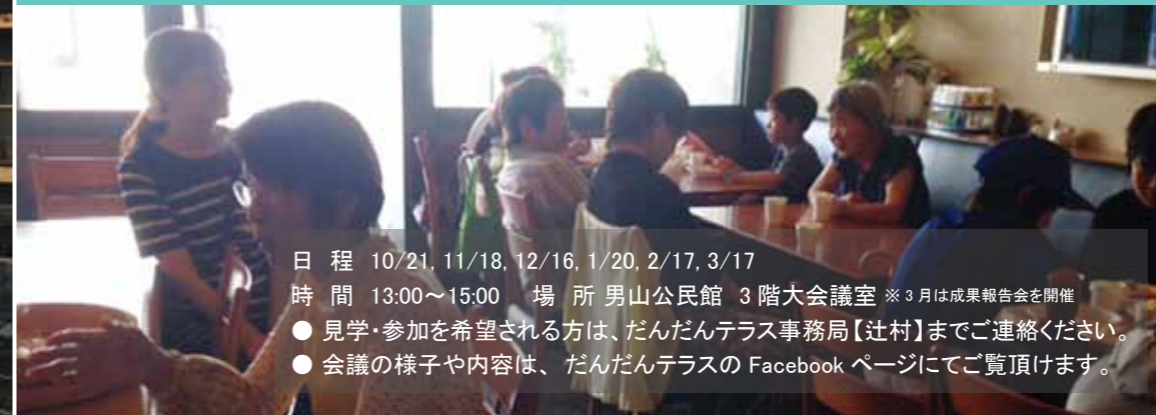 日 程 10/21, 11/18, 12/16, 1/20, 2/17, 3/17
時 間 13:00～15:00 場 所 男山公民館 3階大会議室 ※3月は成果報告会を開催
● 見学・参加を希望される方は、だんだんテラス事務局【辻村】までご連絡ください。
● 会議の様子や内容は、だんだんテラスの Facebook ページにてご覧頂けます。